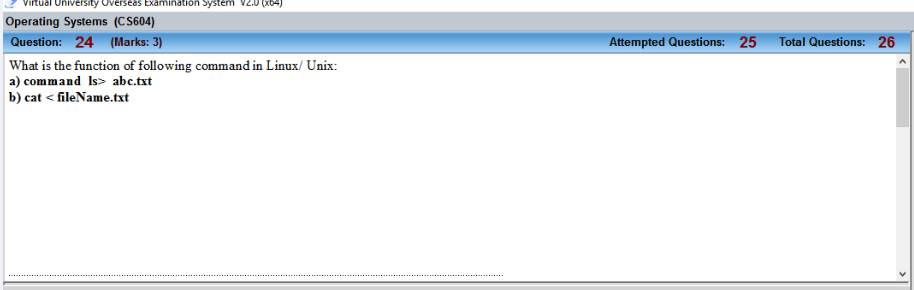 Virtual University Overseas Examination System V2.0 (x64)
Operating Systems (CS604)
Question: 24 (Marks: 3) Attempted Questions: 25 Total Questions: 26
What is the function of following command in Linux/ Unix:
a) command ls> abc.txt
b) cat < fileName.txt